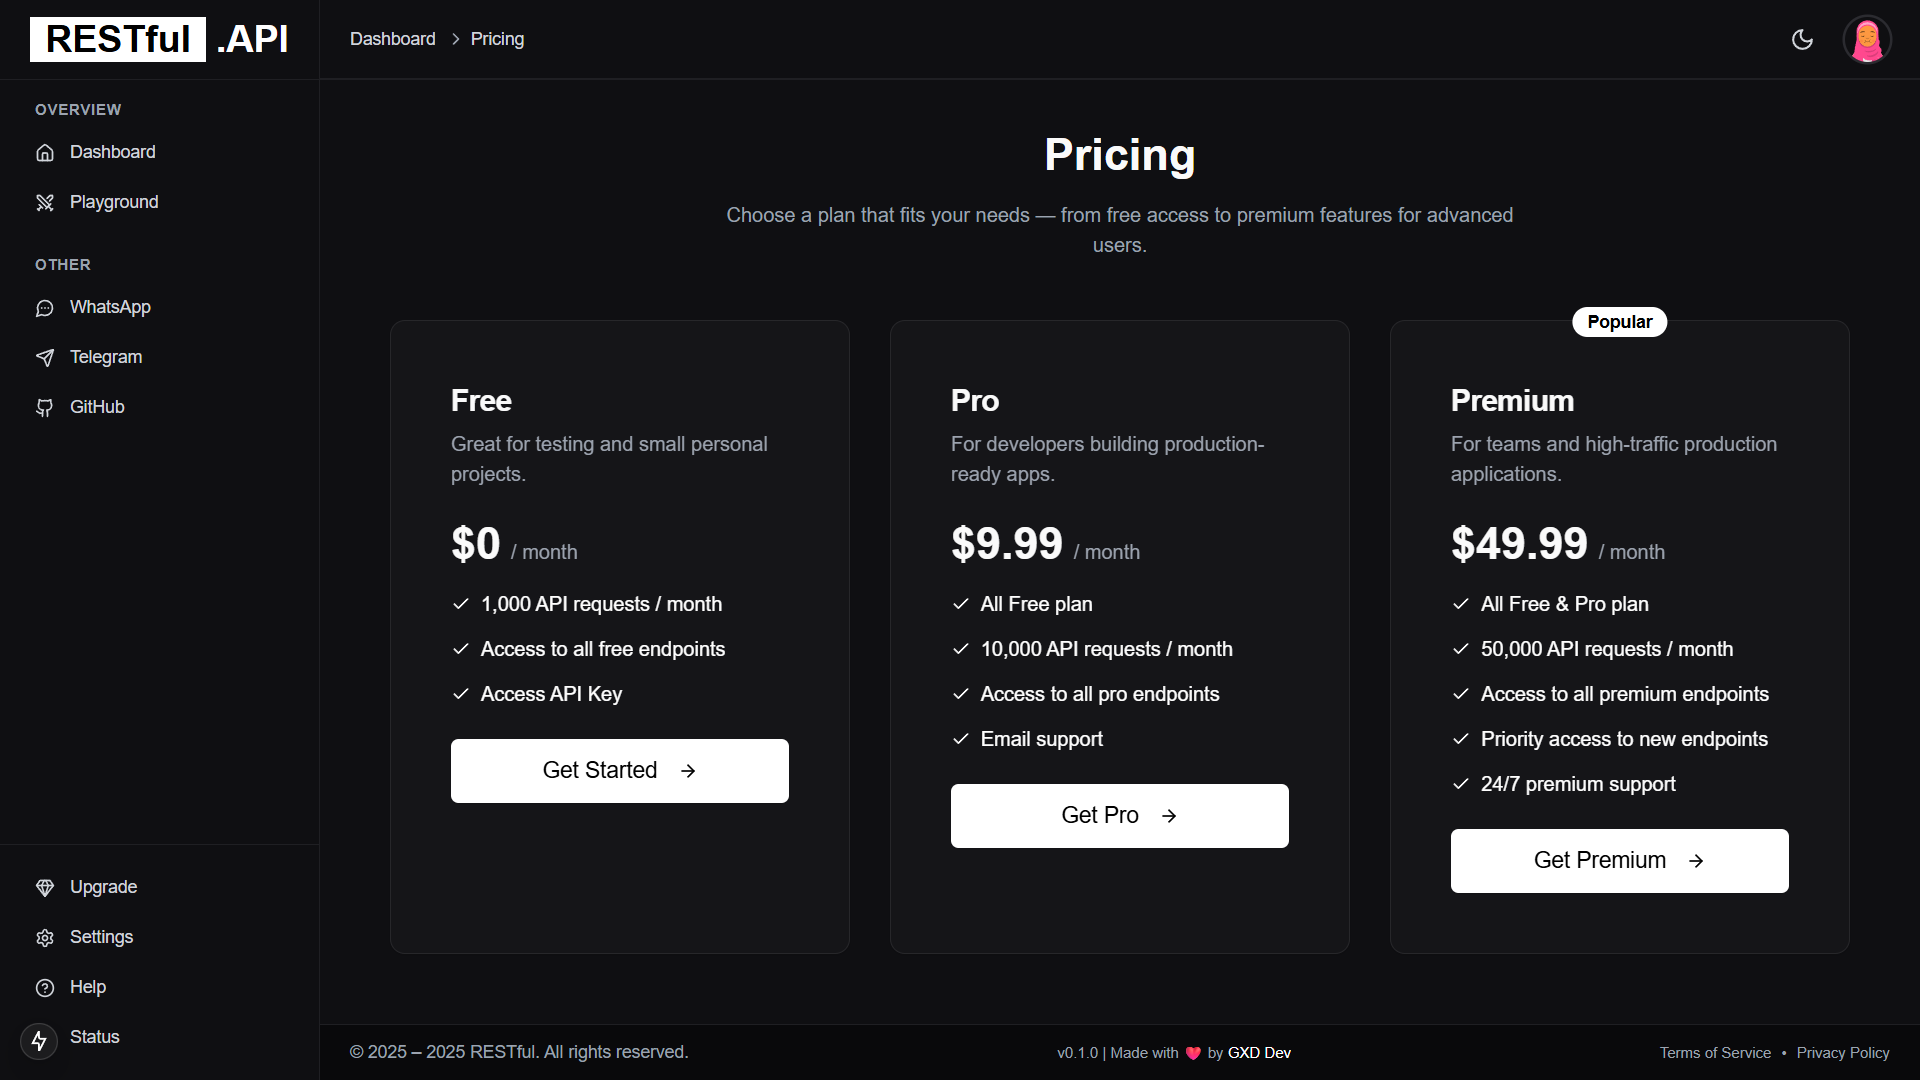 RESTful .API
OVERVIEW
Dashboard
Playground
OTHER
WhatsApp
Telegram
GitHub
Upgrade
Settings
Help
Status
Dashboard > Pricing
Pricing
Choose a plan that fits your needs — from free access to premium features for advanced
users.
Free
Great for testing and small personal
projects.
$0 / month
1,000 API requests / month
Access to all free endpoints
Access API Key
Get Started
Pro
For developers building production-
ready apps.
$9.99 / month
All Free plan
10,000 API requests / month
Access to all pro endpoints
Email support
Get Pro
Popular
Premium
For teams and high-traffic production
applications.
$49.99 / month
All Free & Pro plan
50,000 API requests / month
Access to all premium endpoints
Priority access to new endpoints
24/7 premium support
Get Premium
© 2025 – 2025 RESTful. All rights reserved.
v0.1.0 | Made with ❤️ by GXD Dev
Terms of Service • Privacy Policy